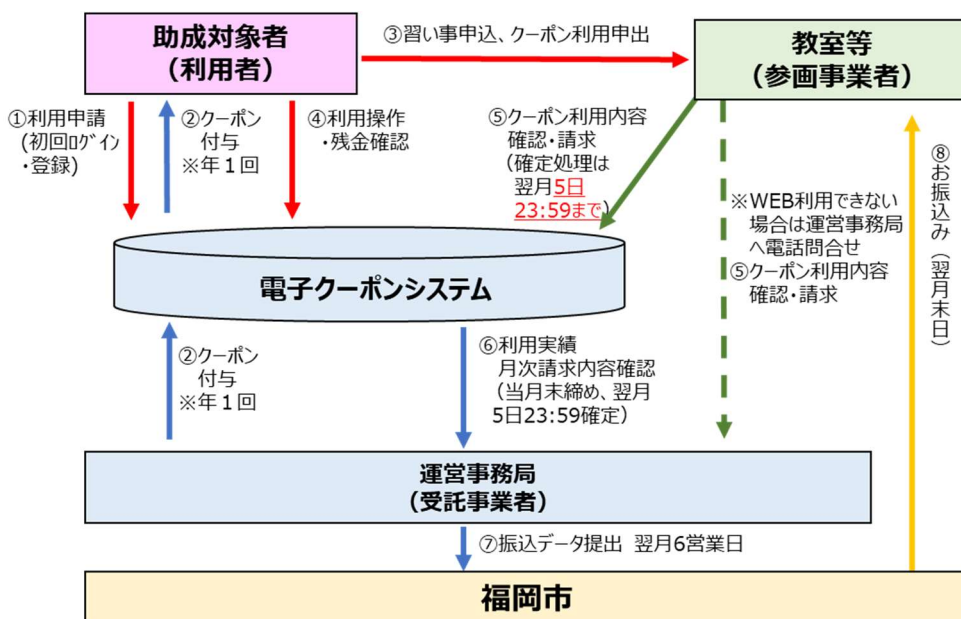 助成対象者
（利用者）
③習い事申込、クーポン利用申出
教室等
（参画事業者）
①利用申請
(初回ﾛｸﾞｲﾝ
・登録)
②クーポン
付与
※年１回
④利用操作
・残金確認
⑤クーポン利用内容
確認・請求
（確定処理は
翌月5日
23:59まで）
※WEB利用できない
場合は運営事務局
へ電話問合せ
⑤クーポン利用内容
確認・請求
⑧お振込み（翌月末日）
電子クーポンシステム
②クーポン
付与
※年１回
⑥利用実績
月次請求内容確認
（当月末締め、翌月
5日23:59確定）
運営事務局
（受託事業者）
⑦振込データ提出 翌月6営業日
福岡市